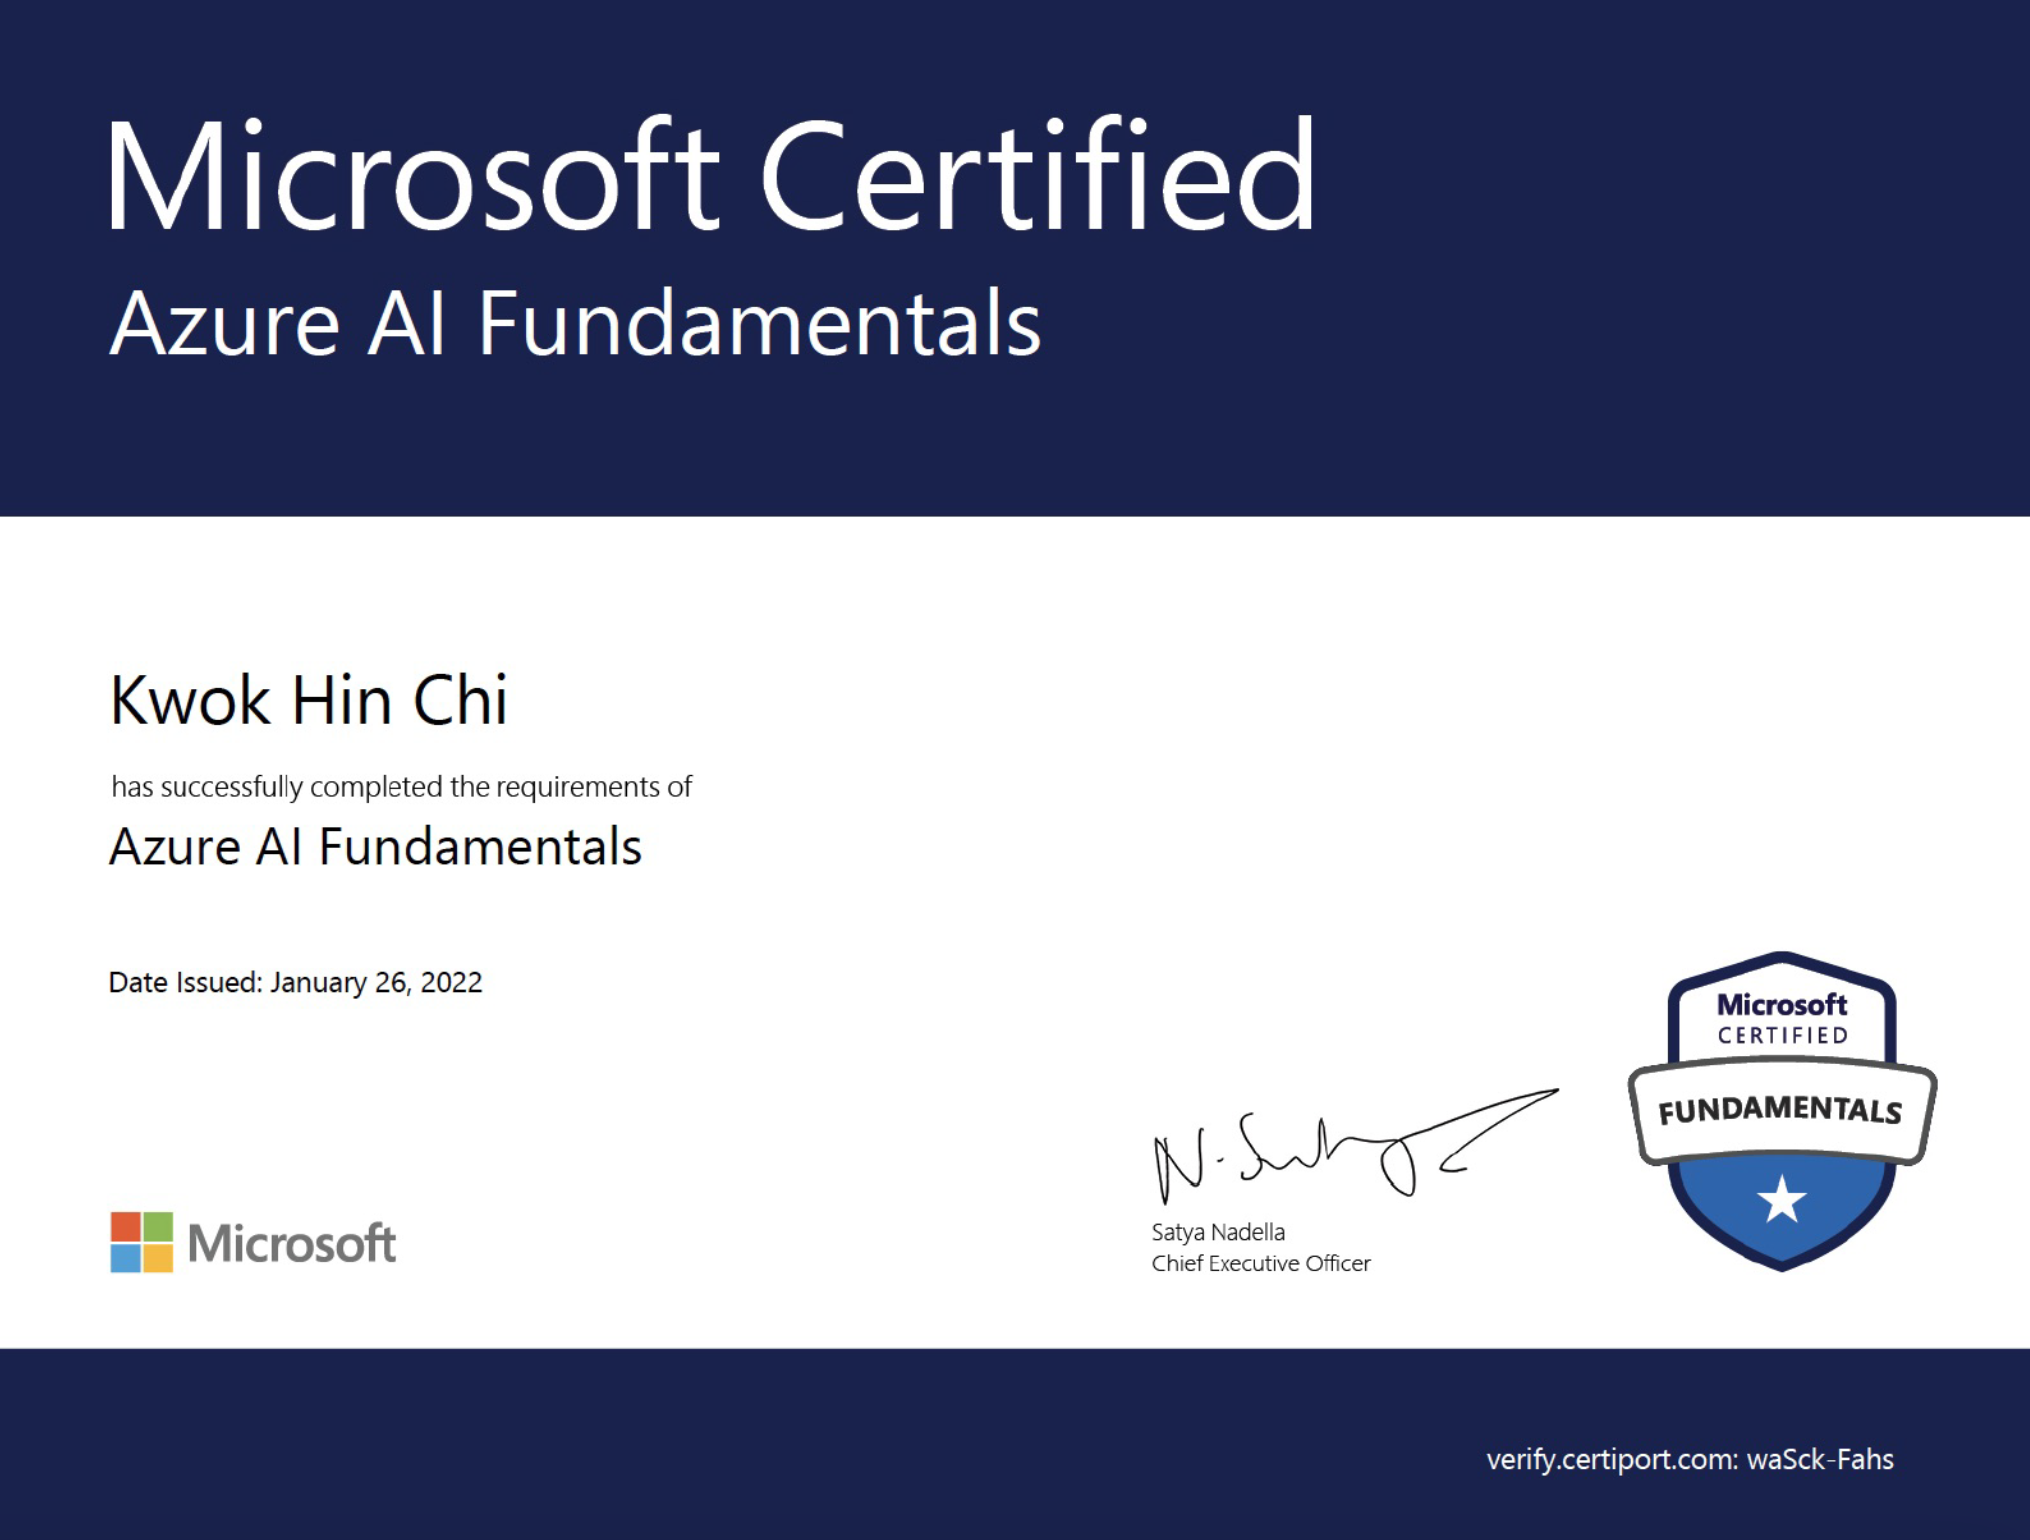 Microsoft Certified
Azure AI Fundamentals
Kwok Hin Chi
has successfully completed the requirements of
Azure AI Fundamentals
Date Issued: January 26, 2022
Microsoft
CERTIFIED
FUNDAMENTALS
N. Satya
Satya Nadella
Chief Executive Officer
Microsoft
verify.certiport.com: waSck-Fahs